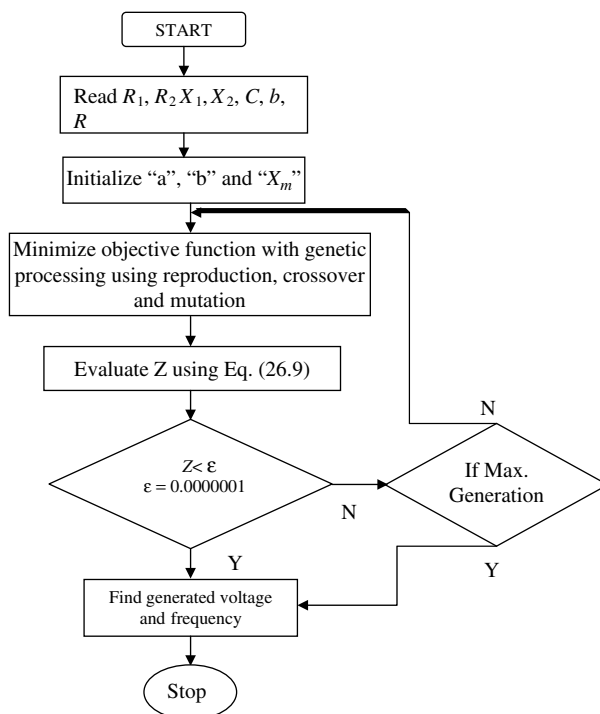 START
Read R₁, R₂ X₁, X₂, C, b,
R
Initialize “a”, “b” and “Xₘ”
Minimize objective function with genetic
processing using reproduction, crossover
and mutation
Evaluate Z using Eq. (26.9)
N
Z< ε
ε = 0.0000001
If Max.
Generation
N
Y
Y
Find generated voltage
and frequency
Stop